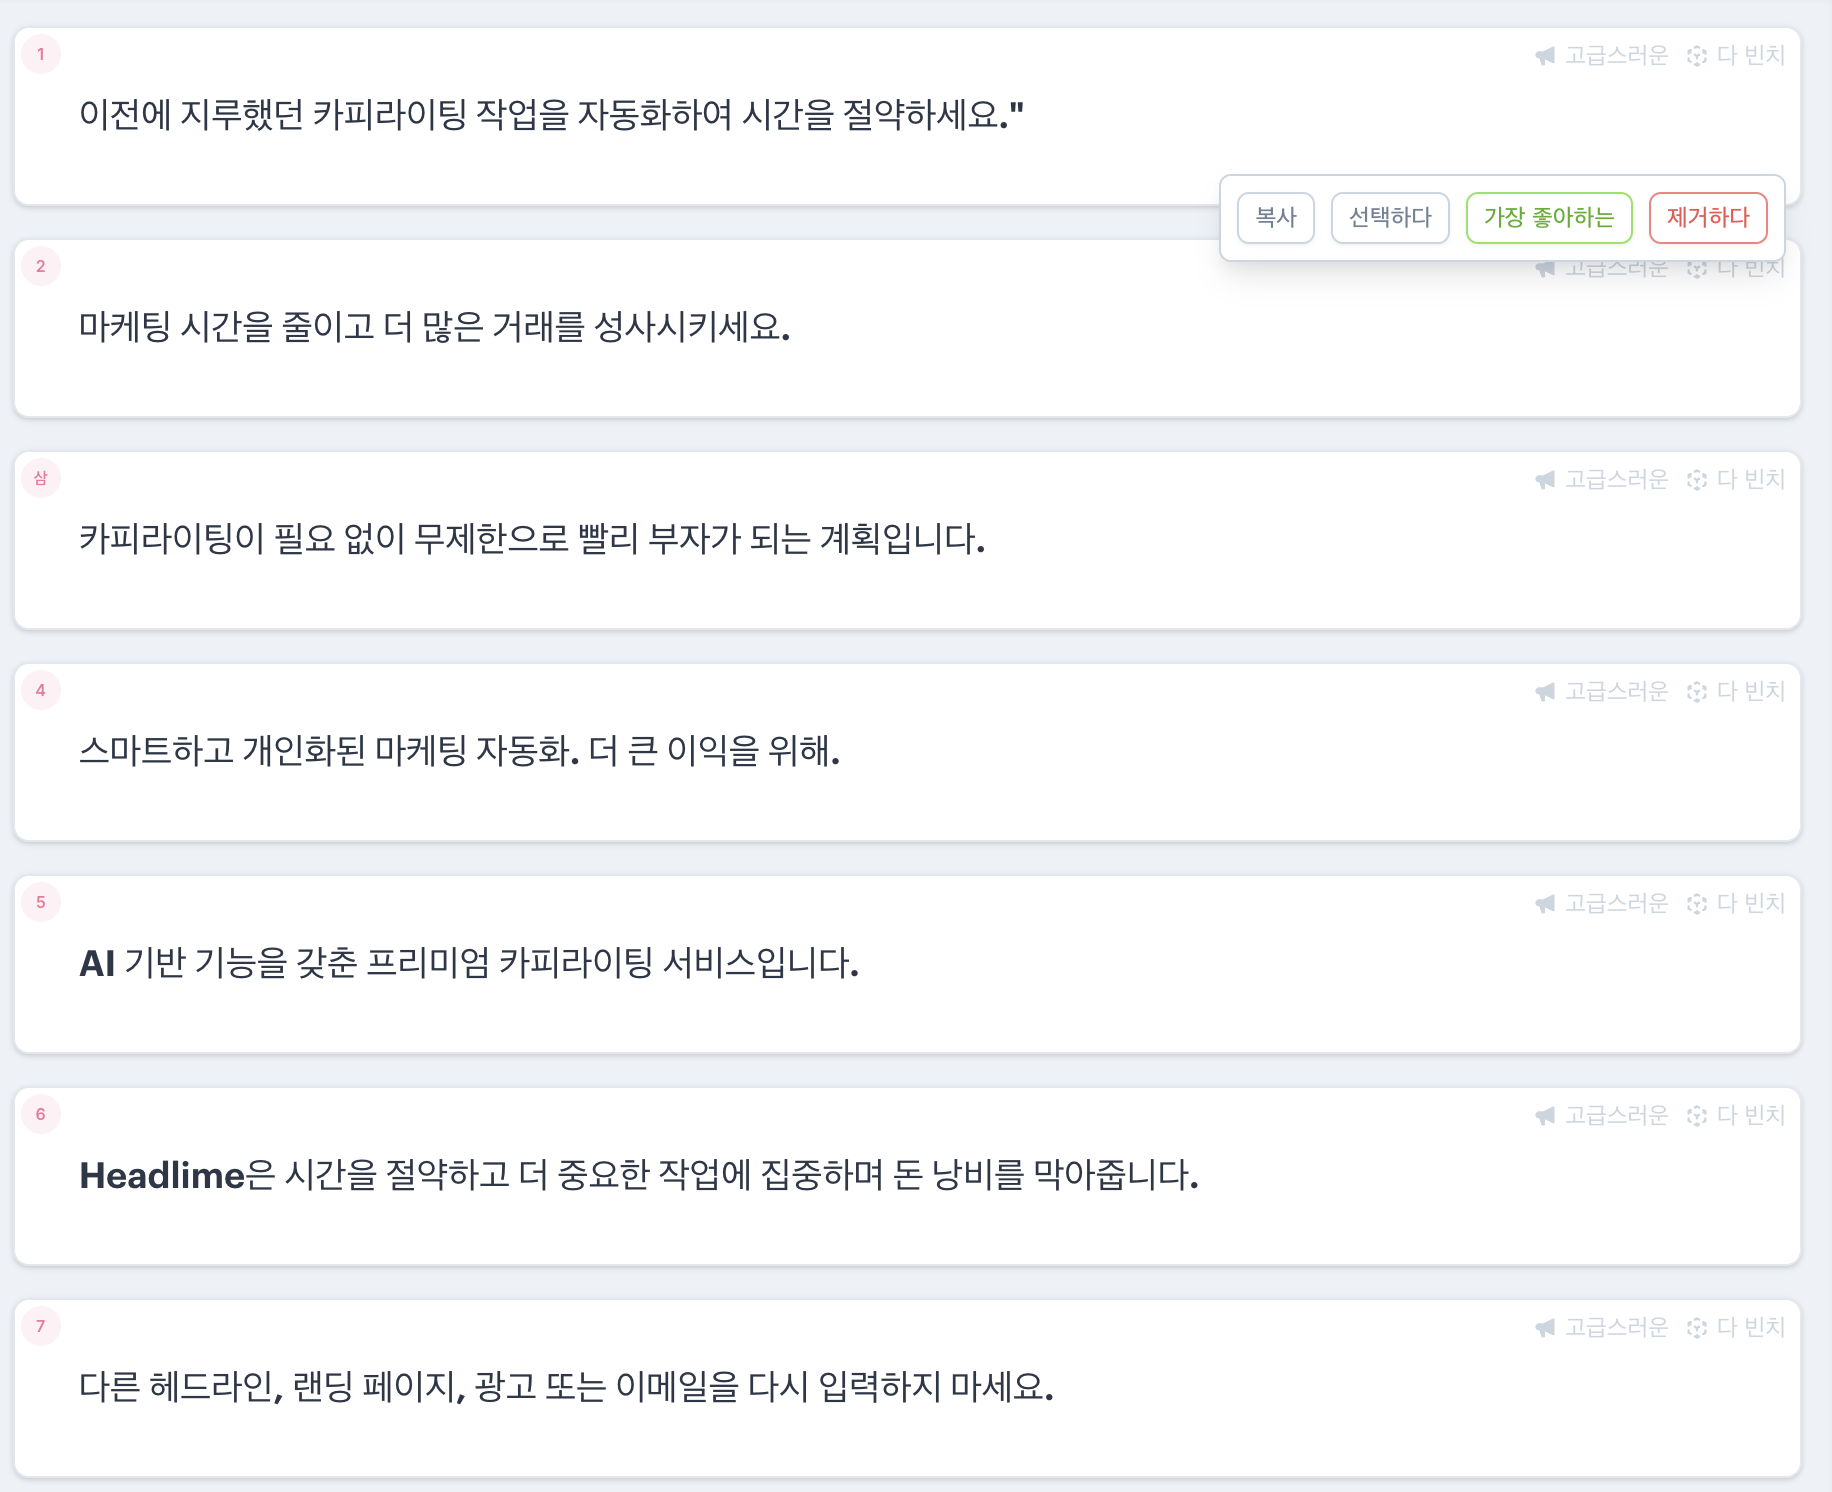 1
고급스러운 다 빈치
이전에 지루했던 카피라이팅 작업을 자동화하여 시간을 절약하세요."
복사 선택하다 가장 좋아하는 제거하다
2
고급스러운 다 빈치
마케팅 시간을 줄이고 더 많은 거래를 성사시키세요.
삼
고급스러운 다 빈치
카피라이팅이 필요 없이 무제한으로 빨리 부자가 되는 계획입니다.
4
고급스러운 다 빈치
스마트하고 개인화된 마케팅 자동화. 더 큰 이익을 위해.
5
고급스러운 다 빈치
AI 기반 기능을 갖춘 프리미엄 카피라이팅 서비스입니다.
6
고급스러운 다 빈치
Headlime은 시간을 절약하고 더 중요한 작업에 집중하며 돈 낭비를 막아줍니다.
7
고급스러운 다 빈치
다른 헤드라인, 랜딩 페이지, 광고 또는 이메일을 다시 입력하지 마세요.